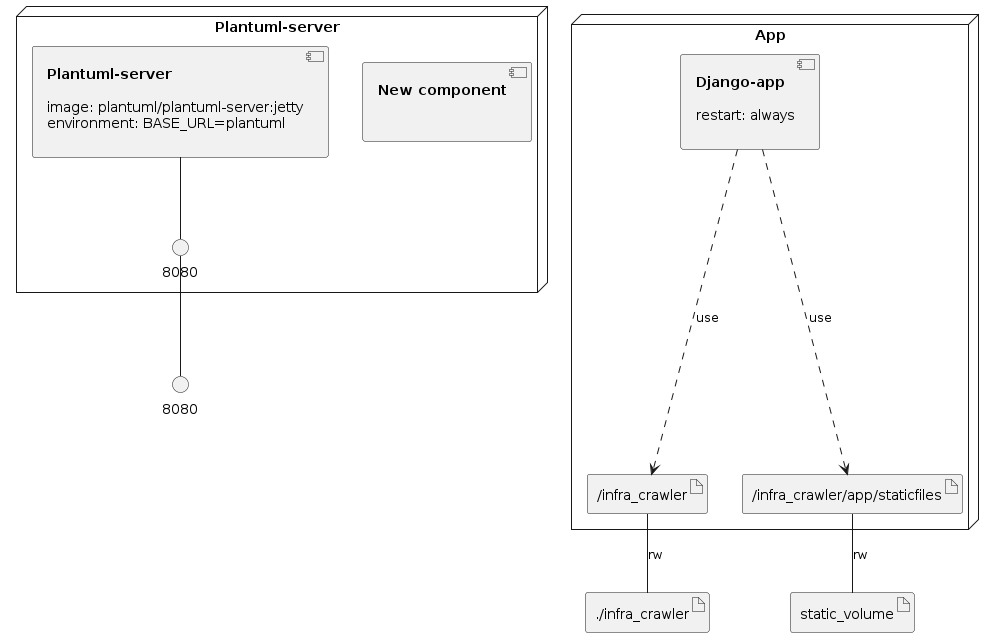 Plantuml-server
Plantuml-server
image: plantuml/plantuml-server:jetty
environment: BASE_URL=plantuml
New component
8080
8080
App
Django-app
restart: always
use
use
/infra_crawler
/infra_crawler/app/staticfiles
rw
rw
./infra_crawler
static_volume